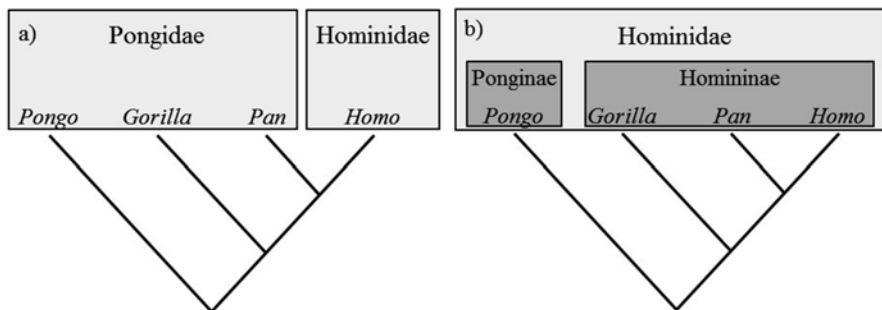 a)
Pongidae
Hominidae
Pongo Gorilla Pan Homo
b)
Hominidae
Ponginae Homininae
Pongo Gorilla Pan Homo